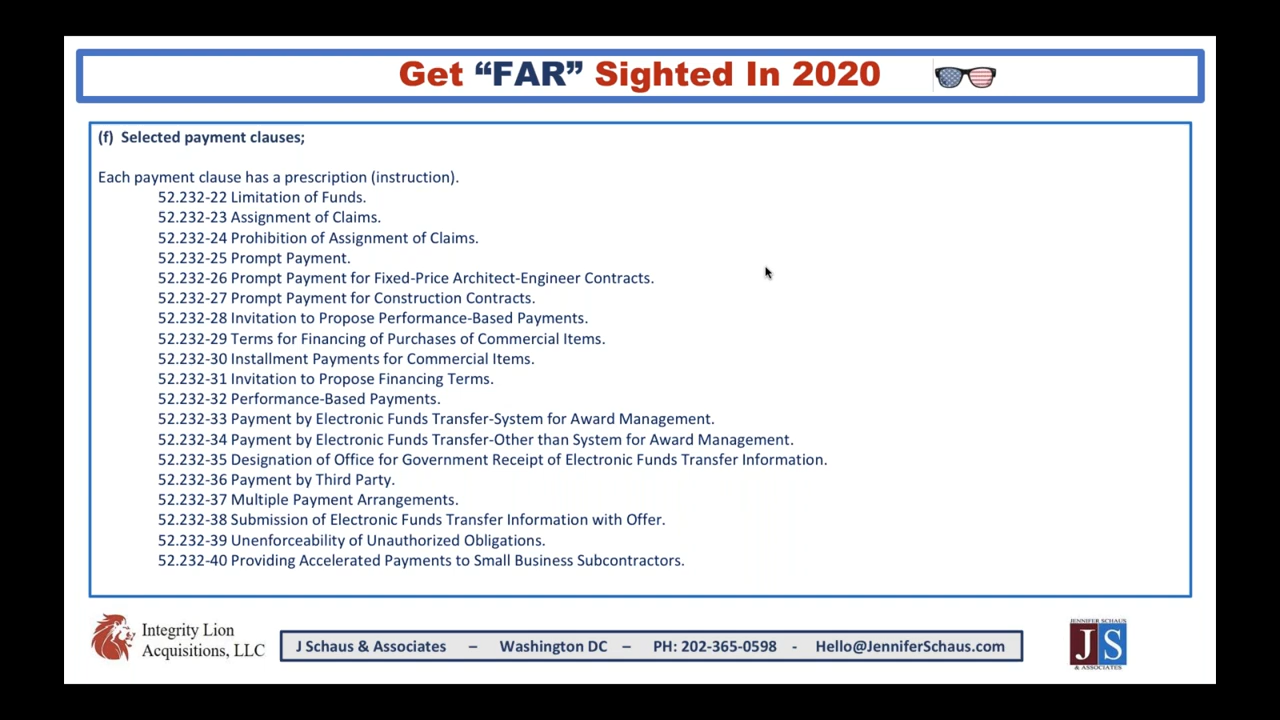 Get “FAR” Sighted In 2020
(f) Selected payment clauses;
Each payment clause has a prescription (instruction).
52.232-22 Limitation of Funds.
52.232-23 Assignment of Claims.
52.232-24 Prohibition of Assignment of Claims.
52.232-25 Prompt Payment.
52.232-26 Prompt Payment for Fixed-Price Architect-Engineer Contracts.
52.232-27 Prompt Payment for Construction Contracts.
52.232-28 Invitation to Propose Performance-Based Payments.
52.232-29 Terms for Financing of Purchases of Commercial Items.
52.232-30 Installment Payments for Commercial Items.
52.232-31 Invitation to Propose Financing Terms.
52.232-32 Performance-Based Payments.
52.232-33 Payment by Electronic Funds Transfer-System for Award Management.
52.232-34 Payment by Electronic Funds Transfer-Other than System for Award Management.
52.232-35 Designation of Office for Government Receipt of Electronic Funds Transfer Information.
52.232-36 Payment by Third Party.
52.232-37 Multiple Payment Arrangements.
52.232-38 Submission of Electronic Funds Transfer Information with Offer.
52.232-39 Unenforceability of Unauthorized Obligations.
52.232-40 Providing Accelerated Payments to Small Business Subcontractors.
Integrity Lion
Acquisitions, LLC
J Schaus & Associates – Washington DC – PH: 202-365-0598 - Hello@JenniferSchaus.com
JENNIFER SCHAUS
JS
& ASSOCIATES